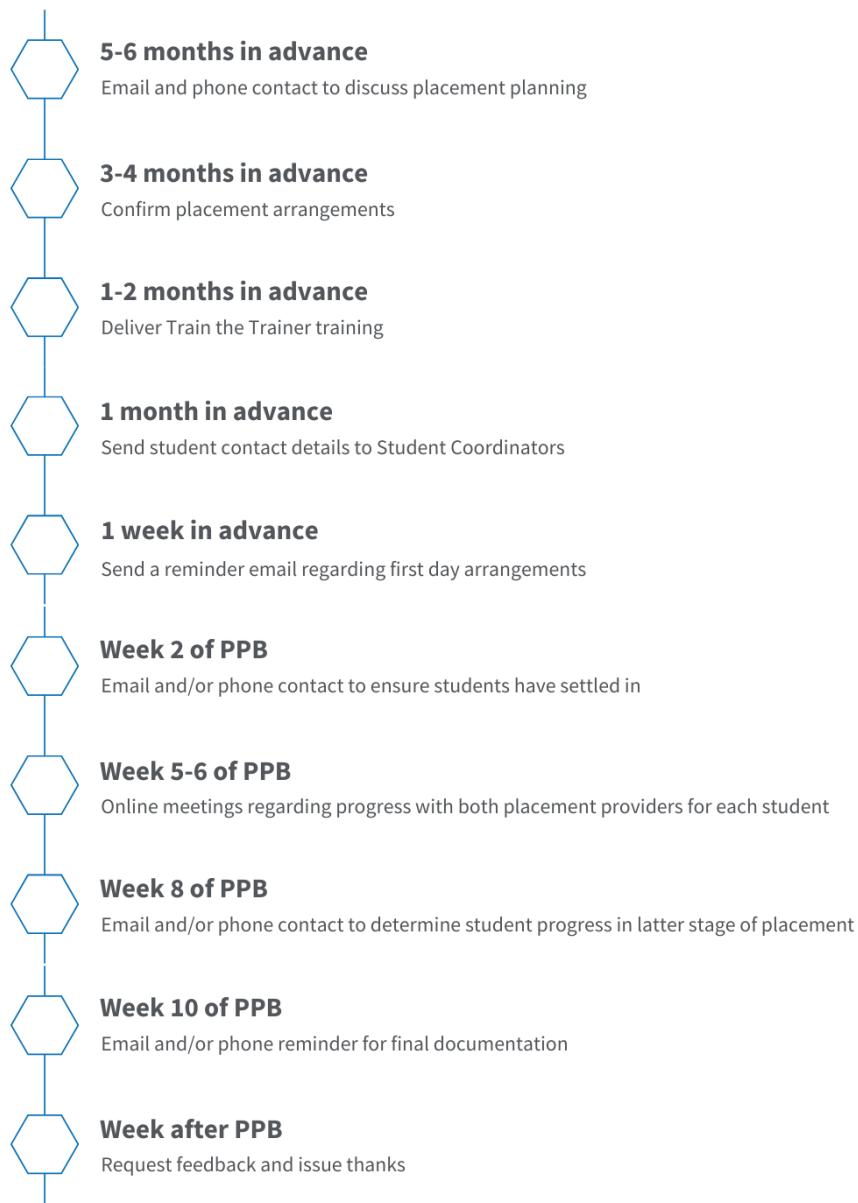 5-6 months in advance
Email and phone contact to discuss placement planning
3-4 months in advance
Confirm placement arrangements
1-2 months in advance
Deliver Train the Trainer training
1 month in advance
Send student contact details to Student Coordinators
1 week in advance
Send a reminder email regarding first day arrangements
Week 2 of PPB
Email and/or phone contact to ensure students have settled in
Week 5-6 of PPB
Online meetings regarding progress with both placement providers for each student
Week 8 of PPB
Email and/or phone contact to determine student progress in latter stage of placement
Week 10 of PPB
Email and/or phone reminder for final documentation
Week after PPB
Request feedback and issue thanks